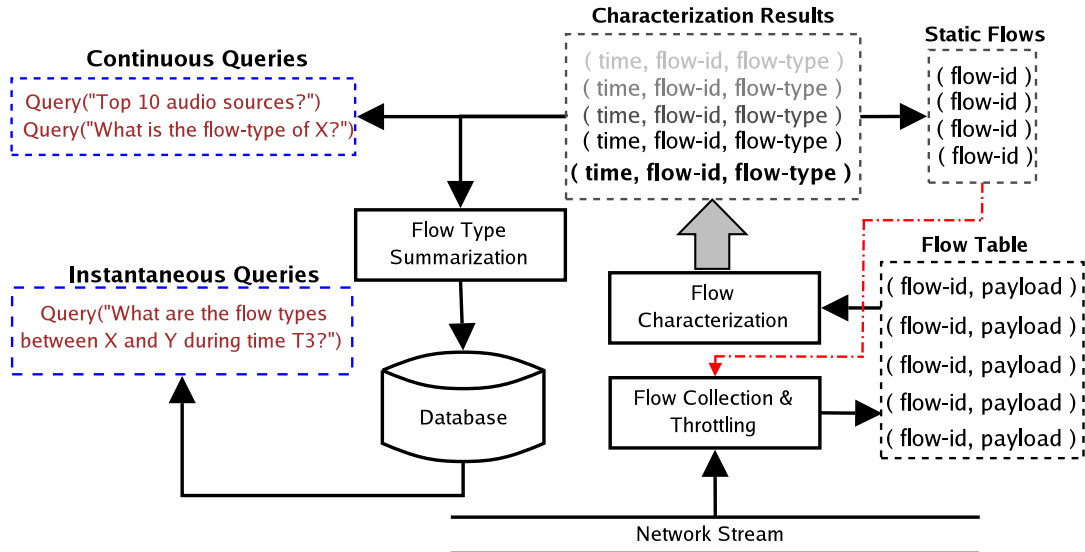 Characterization Results
Static Flows
Continuous Queries
( time, flow-id, flow-type )
( time, flow-id, flow-type )
( time, flow-id, flow-type )
( time, flow-id, flow-type )
( time, flow-id, flow-type )
( flow-id )
( flow-id )
( flow-id )
( flow-id )
Query("Top 10 audio sources?")
Query("What is the flow-type of X?")
Flow Type
Summarization
Flow Table
Instantaneous Queries
Query("What are the flow types
between X and Y during time T3?")
Flow
Characterization
( flow-id, payload )
( flow-id, payload )
( flow-id, payload )
( flow-id, payload )
( flow-id, payload )
Database
Flow Collection &
Throttling
Network Stream